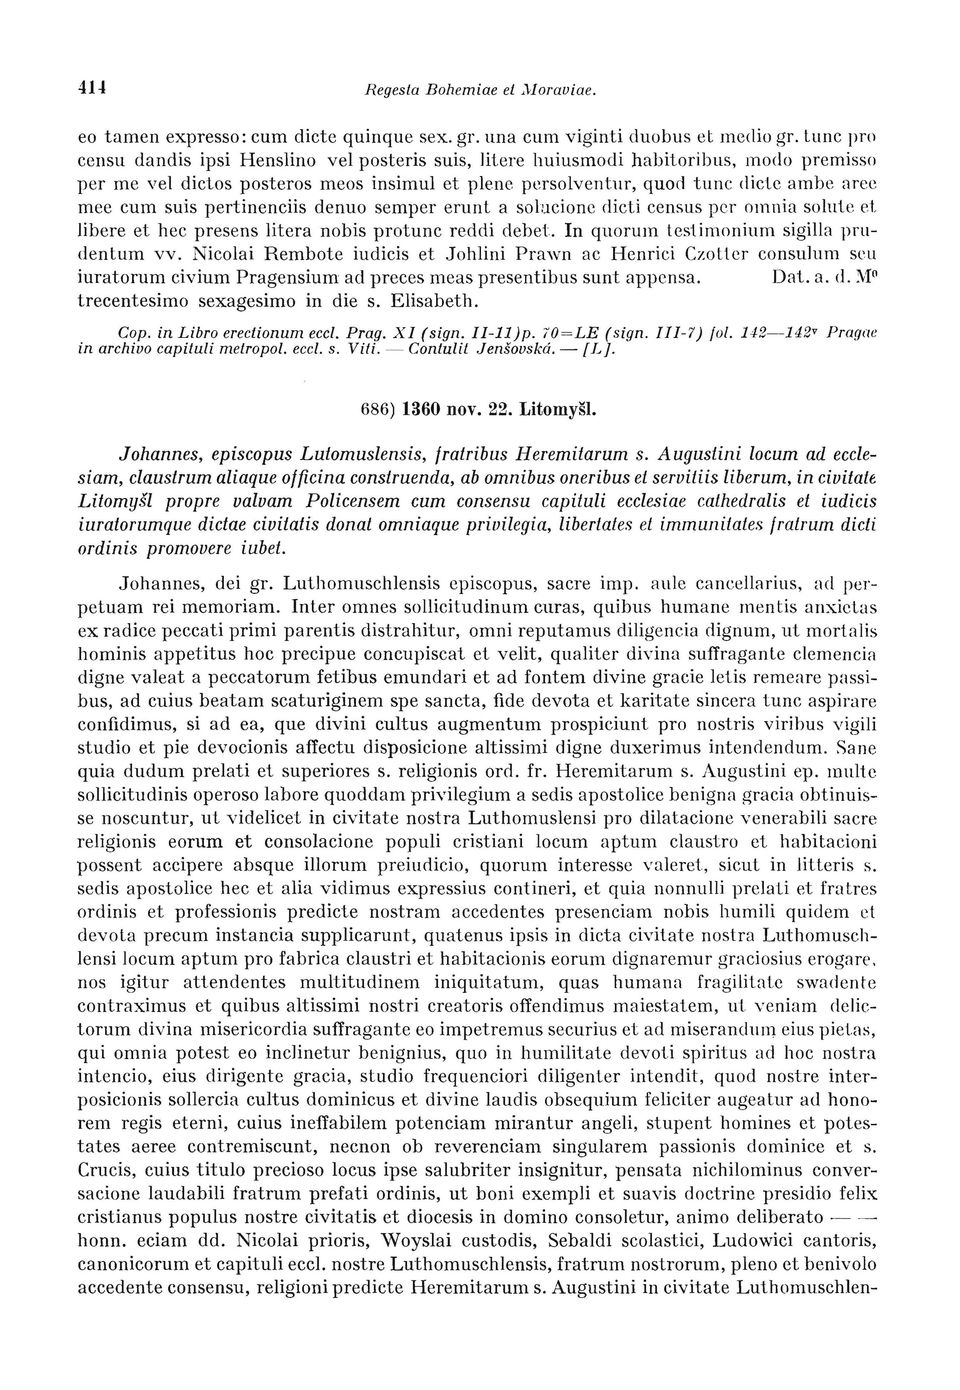 414
Regesta Bohemiae et Moraviae.
eo tamen expresso: cum dicte quinque sex. gr. una cum viginti duobus et medio gr. tunc pro
censu dandis ipsi Henslino vel posteris suis, litere huiusmodi habitoribus, modo premisso
per me vel dictos posteros meos insimul et plene persolventur, quod tunc dicte ambe aree
mee cum suis pertinenciis denuo semper erunt a solucione dicti census per omnia solute et
libere et hec presens litera nobis protunc reddi debet. In quorum testimonium sigilla pru-
dentum vv. Nicolai Rembote iudicis et Johlini Prawn ac Henrici Czotter consulum seu
iuratorum civium Pragensium ad preces meas presentibus sunt appensa. Dat. a. d. Mº
trecentesimo sexagesimo in die s. Elisabeth.
Cop. in Libro erectionum eccl. Prag. XI (sign. II-11)p. 70=LE (sign. III-7) fol. 142—142ᵛ Pragae
in archivo capituli metropol. eccl. s. Viti. — Contulit Jenšovská. — [L].
686) 1360 nov. 22. Litomyšl.
Johannes, episcopus Lutomuslensis, fratribus Heremitarum s. Augustini locum ad eccle-
siam, claustrum aliaque officina construenda, ab omnibus oneribus et servitiis liberum, in civitate
Litomyšl propre valvam Policensem cum consensu capituli ecclesiae cathedralis et iudicis
iuratorumque dictae civitatis donat omniaque privilegia, libertates et immunitates fratrum dicti
ordinis promovere iubet.
Johannes, dei gr. Luthomuschlensis episcopus, sacre imp. aule cancellarius, ad per-
petuam rei memoriam. Inter omnes sollicitudinum curas, quibus humane mentis anxietas
ex radice peccati primi parentis distrahitur, omni reputamus diligencia dignum, ut mortalis
hominis appetitus hoc precipue concupiscat et velit, qualiter divina suffragante clemencia
digne valeat a peccatorum fetibus emundari et ad fontem divine gracie letis remeare passi-
bus, ad cuius beatam scaturiginem spe sancta, fide devota et karitate sincera tunc aspirare
confidimus, si ad ea, que divini cultus augmentum prospiciunt pro nostris viribus vigili
studio et pie devocionis affectu disposicione altissimi digne duxerimus intendendum. Sane
quia dudum prelati et superiores s. religionis ord. fr. Heremitarum s. Augustini ep. multe
sollicitudinis operoso labore quoddam privilegium a sedis apostolice benigna gracia obtinuis-
se noscuntur, ut videlicet in civitate nostra Luthomuslensi pro dilatacione venerabili sacre
religionis eorum et consolacione populi cristiani locum aptum claustro et habitacioni
possent accipere absque illorum preiudicio, quorum interesse valeret, sicut in litteris s.
sedis apostolice hec et alia vidimus expressius contineri, et quia nonnulli prelati et fratres
ordinis et professionis predicte nostram accedentes presenciam nobis humili quidem et
devota precum instancia supplicarunt, quatenus ipsis in dicta civitate nostra Luthomusch-
lensi locum aptum pro fabrica claustri et habitacionis eorum dignaremur graciosius erogare,
nos igitur attendentes multitudinem iniquitatum, quas humana fragilitate swadente
contraximus et quibus altissimi nostri creatoris offendimus maiestatem, ut veniam delic-
torum divina misericordia suffragante eo impetremus securius et ad miserandum eius pietas,
qui omnia potest eo inclinetur benignius, quo in humilitate devoti spiritus ad hoc nostra
intencio, eius dirigente gracia, studio frequenciori diligenter intendit, quod nostre inter-
posicionis sollercia cultus dominicus et divine laudis obsequium feliciter augeatur ad hono-
rem regis eterni, cuius ineffabilem potenciam mirantur angeli, stupent homines et potes-
tates aeree contremiscunt, necnon ob reverenciam singularem passionis dominice et s.
Crucis, cuius titulo precioso locus ipse salubriter insignitur, pensata nichilominus conver-
sacione laudabili fratrum prefati ordinis, ut boni exempli et suavis doctrine presidio felix
cristianus populus nostre civitatis et diocesis in domino consoletur, animo deliberato — —
honn. eciam dd. Nicolai prioris, Woyslai custodis, Sebaldi scolastici, Ludowici cantoris,
canonicorum et capituli eccl. nostre Luthomuschlensis, fratrum nostrorum, pleno et benivolo
accedente consensu, religioni predicte Heremitarum s. Augustini in civitate Luthomuschlen-